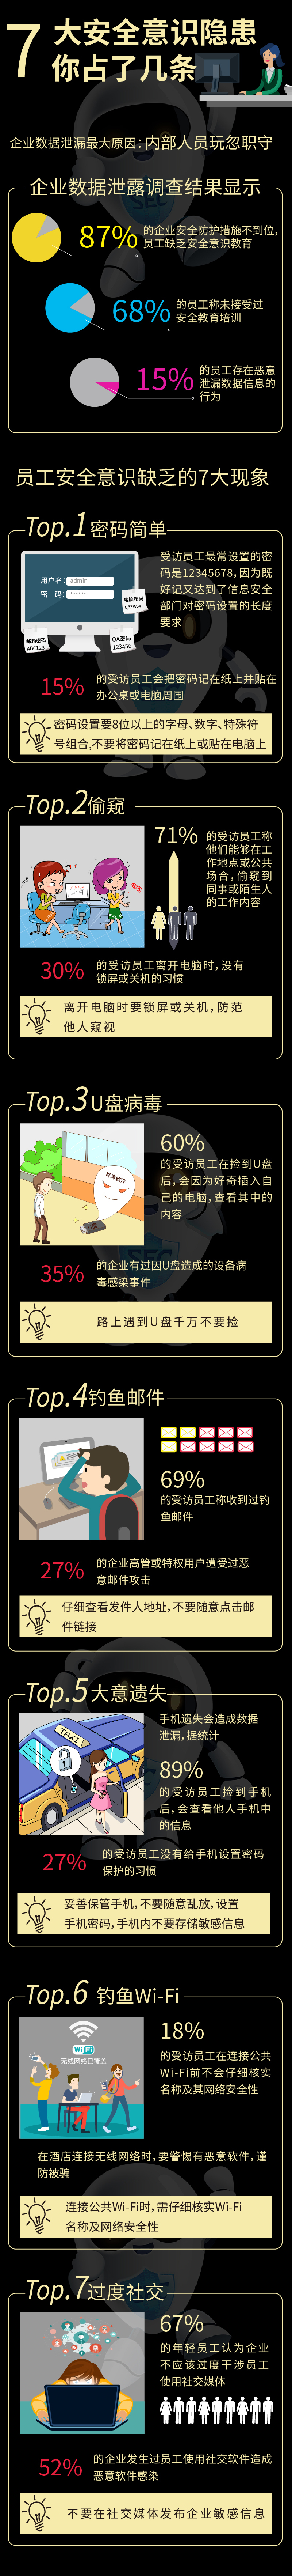 7
大安全意识隐患
你占了几条
企业数据泄漏最大原因：内部人员玩忽职守
企业数据泄露调查结果显示
87%
的企业安全防护措施不到位，
员工缺乏安全意识教育
68%
的员工称未接受过
安全教育培训
15%
的员工存在恶意
泄漏数据信息的
行为
员工安全意识缺乏的7大现象
Top.1密码简单
用户名：admin
密 码：******
电脑密码
QAZWSX
邮箱密码
ABC123
OA密码
123456
受访员工最常设置的密
码是12345678，因为既
好记又达到了信息安全
部门对密码设置的长度
要求
15%
的受访员工会把密码记在纸上并贴在
办公桌或电脑周围
密码设置要8位以上的字母、数字、特殊符
号组合，不要将密码记在纸上或贴在电脑上
Top.2偷窥
71%
的受访员工称
他们能够在工
作地点或公共
场合，偷窥到
同事或陌生人
的工作内容
30%
的受访员工离开电脑时，没有
锁屏或关机的习惯
离开电脑时要锁屏或关机，防范
他人窥视
Top.3U盘病毒
恶意软件
60%
的受访员工在捡到U盘
后，会因为好奇插入自
己的电脑，查看其中的
内容
SEC
35%
的企业有过因U盘造成的设备病
毒感染事件
路上遇到U盘千万不要捡
Top.4钓鱼邮件
69%
的受访员工称收到过钓
鱼邮件
27%
的企业高管或特权用户遭受过恶
意邮件攻击
仔细查看发件人地址，不要随意点击邮
件链接
Top.5大意遗失
TAXI
手机遗失会造成数据
泄漏，据统计
89%
的受访员工捡到手机
后，会查看他人手机中
的信息
27%
的受访员工没有给手机设置密码
保护的习惯
妥善保管手机，不要随意乱放，设置
手机密码，手机内不要存储敏感信息
Top.6 钓鱼Wi-Fi
WiFi
无线网络已覆盖
18%
的受访员工在连接公共
Wi-Fi前不会仔细核实
名称及其网络安全性
在酒店连接无线网络时，要警惕有恶意软件，谨
防被骗
连接公共Wi-Fi时，需仔细核实Wi-Fi
名称及网络安全性
Top.7过度社交
67%
的年轻员工认为企业
不应该过度干涉员工
使用社交媒体
52%
的企业发生过员工使用社交软件造成
恶意软件感染
不要在社交媒体发布企业敏感信息